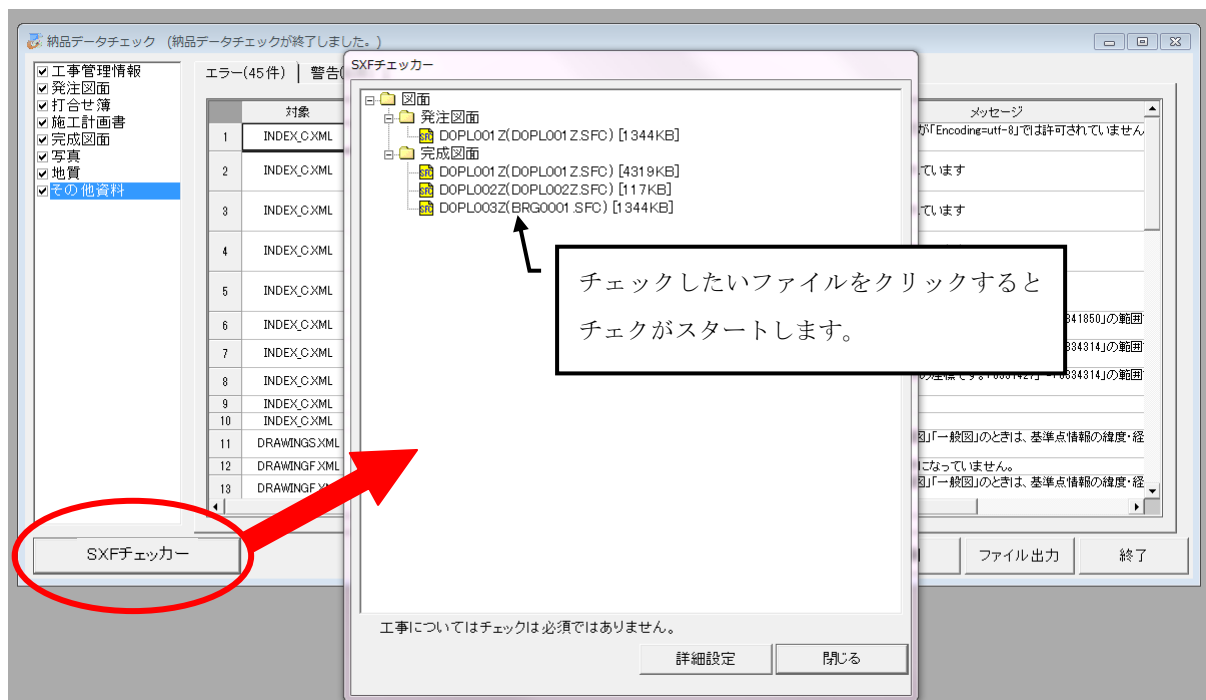 納品データチェック (納品データチェックが終了しました。)
工事管理情報
発注図面
打合せ簿
施工計画書
完成図面
写真
地質
その他資料
エラー(45件)
警告(
対象
メッセージ
1 INDEX_C.XML
が「Encoding=utf-8」では許可されていません
2 INDEX_C.XML
ています
3 INDEX_C.XML
ています
4 INDEX_C.XML
5 INDEX_C.XML
6 INDEX_C.XML
341850」の範囲
7 INDEX_C.XML
334314」の範囲
8 INDEX_C.XML
334314」の範囲
9 INDEX_C.XML
10 INDEX_C.XML
11 DRAWINGS.XML
図」「一般図」のときは、基準点情報の緯度・経
12 DRAWINGF.XML
になっていません。
13 DRAWINGF.XML
図」「一般図」のときは、基準点情報の緯度・経
SXFチェッカー
ファイル出力
終了
SXFチェッカー
図面
発注図面
D0PL001Z(D0PL001Z.SFC) [1344KB]
完成図面
D0PL001Z(D0PL001Z.SFC) [4319KB]
D0PL002Z(D0PL002Z.SFC) [117KB]
D0PL003Z(BRG0001.SFC) [1344KB]
チェックしたいファイルをクリックすると
チェクがスタートします。
工事についてはチェックは必須ではありません。
詳細設定
閉じる